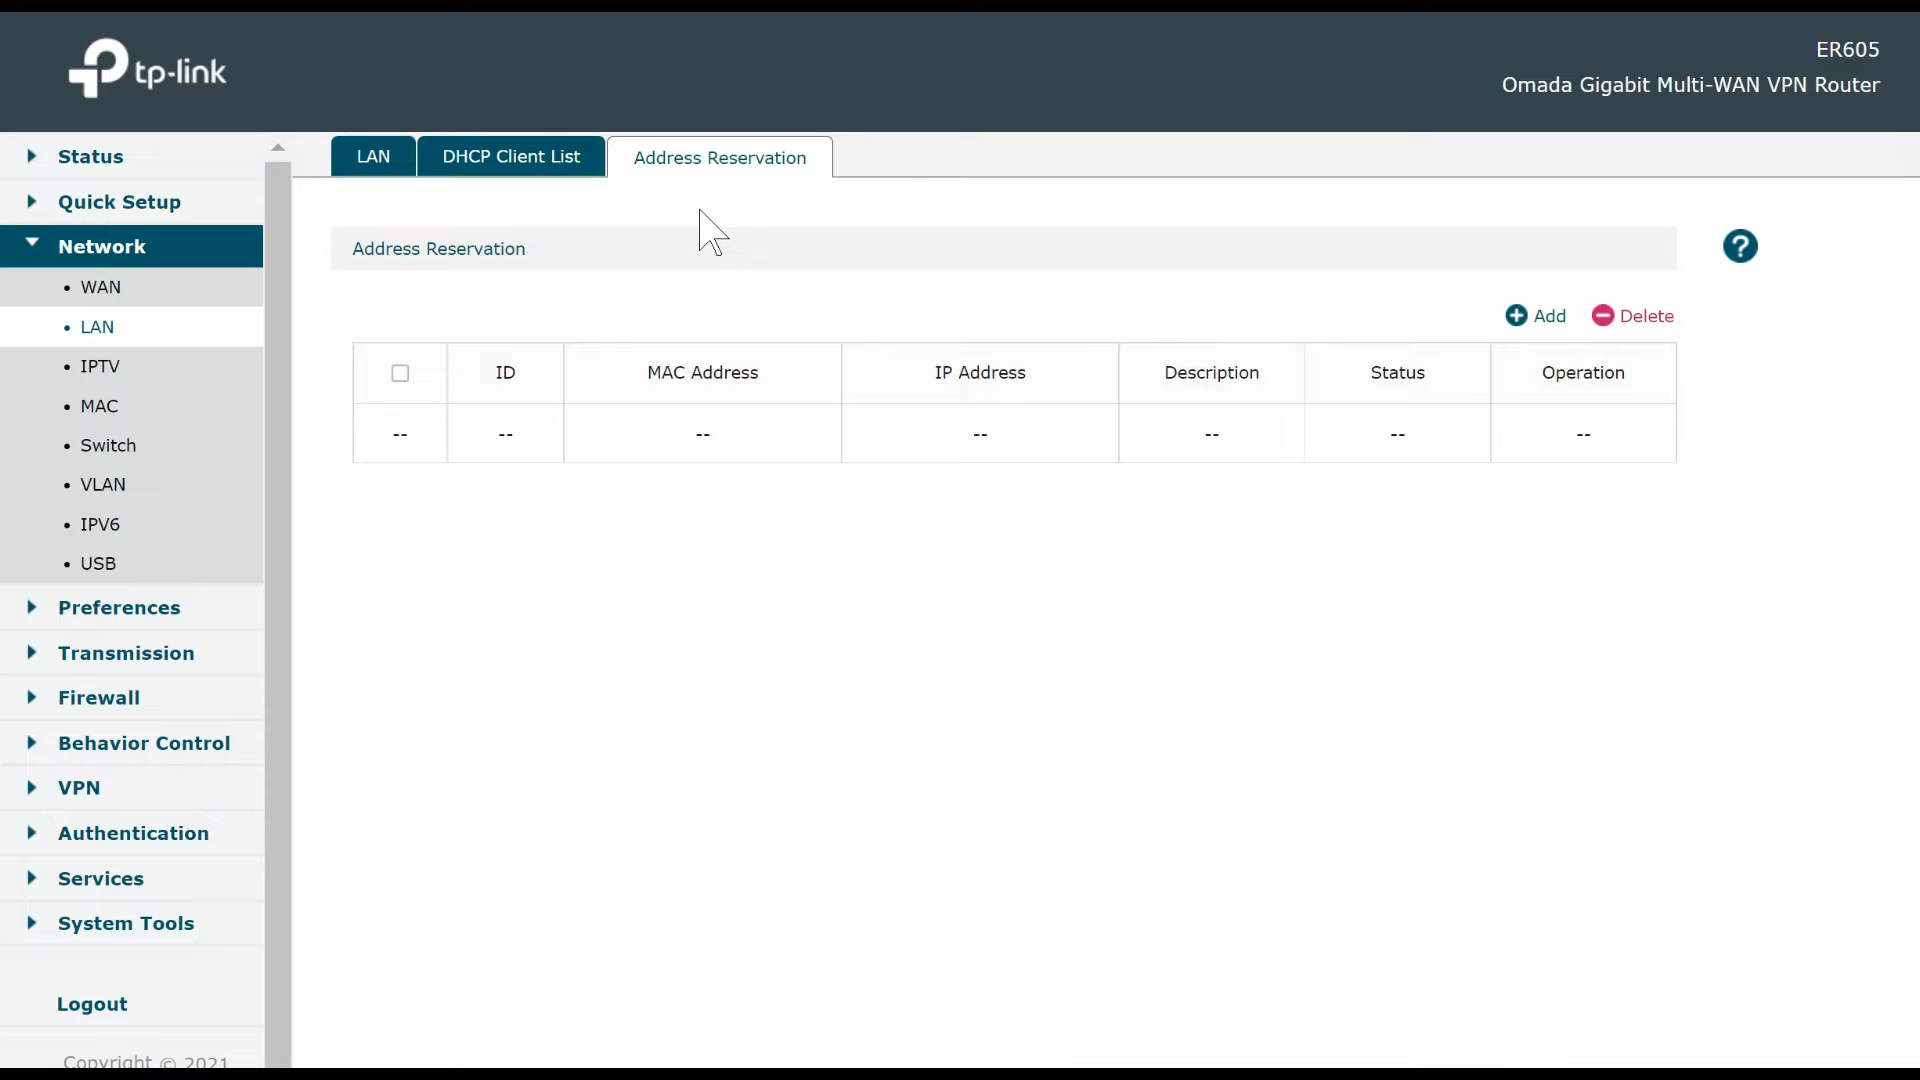 tp-link
ER605
Omada Gigabit Multi-WAN VPN Router
Status
Quick Setup
Network
• WAN
• LAN
• IPTV
• MAC
• Switch
• VLAN
• IPV6
• USB
Preferences
Transmission
Firewall
Behavior Control
VPN
Authentication
Services
System Tools
Logout
Copyright © 2021
LAN DHCP Client List Address Reservation
Address Reservation ?
Add Delete
ID MAC Address IP Address Description Status Operation
-- -- -- -- -- -- --